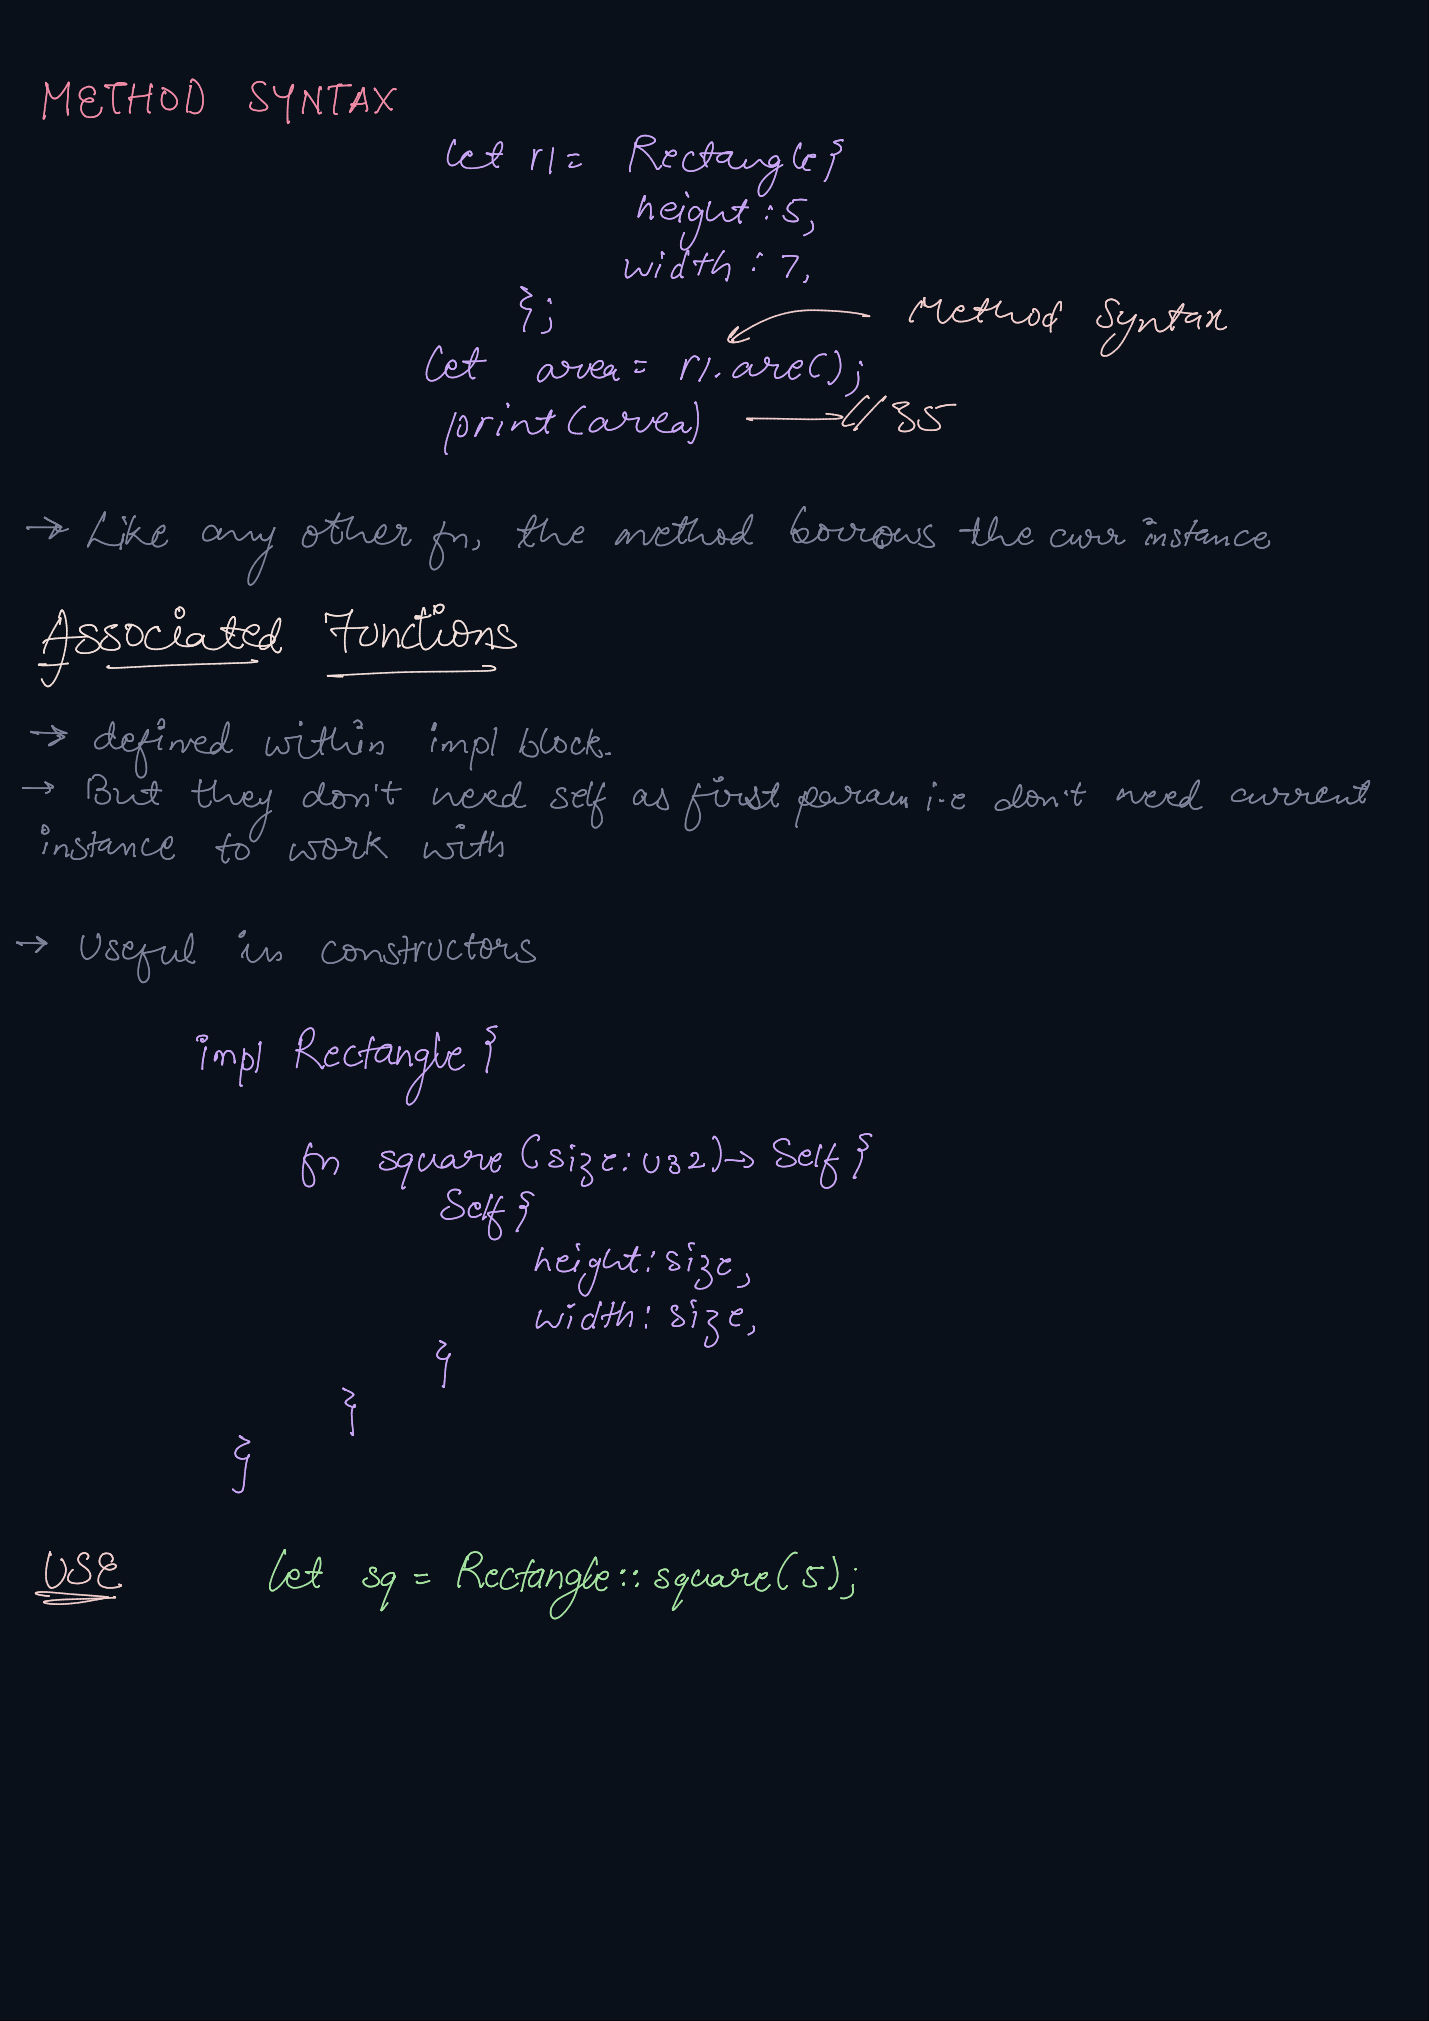 METHOD SYNTAX
let r1 = Rectangle {
height : 5,
width : 7,
};
Method Syntax
let area = r1.are();
print(area) → // 35
→ Like any other fn, the method borrows the curr instance
Associated Functions
→ defined within impl block.
→ But they don't need self as first param i.e don't need current
instance to work with
→ Useful in constructors
impl Rectangle {
fn square (size: u32) → Self {
Self {
height: size,
width: size,
}
}
}
USE let sq = Rectangle:: square(5);